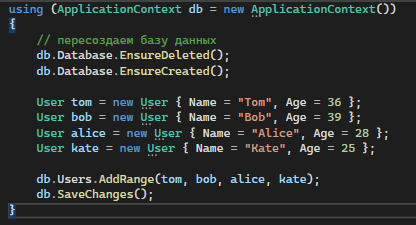 using (ApplicationContext db = new ApplicationContext())
{
    // пересоздаем базу данных
    db.Database.EnsureDeleted();
    db.Database.EnsureCreated();

    User tom = new User { Name = "Tom", Age = 36 };
    User bob = new User { Name = "Bob", Age = 39 };
    User alice = new User { Name = "Alice", Age = 28 };
    User kate = new User { Name = "Kate", Age = 25 };

    db.Users.AddRange(tom, bob, alice, kate);
    db.SaveChanges();
}